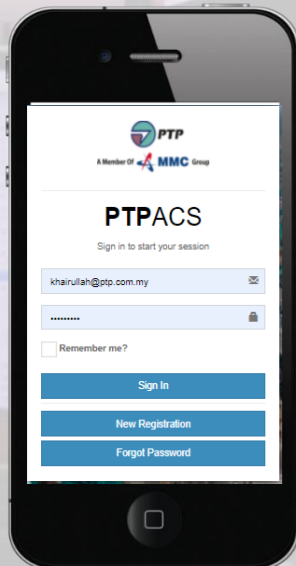 PTP
A Member Of MMC Group
PTPACS
Sign in to start your session
khairullah@ptp.com.my
•••••••••
Remember me?
Sign In
New Registration
Forgot Password